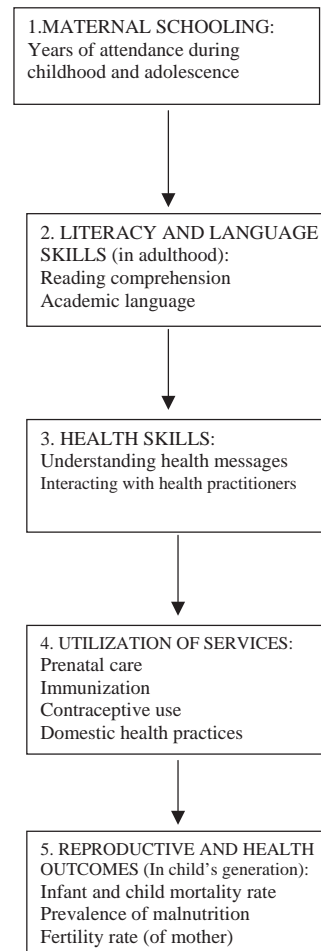 1.MATERNAL SCHOOLING:
Years of attendance during
childhood and adolescence
2. LITERACY AND LANGUAGE
SKILLS (in adulthood):
Reading comprehension
Academic language
3. HEALTH SKILLS:
Understanding health messages
Interacting with health practitioners
4. UTILIZATION OF SERVICES:
Prenatal care
Immunization
Contraceptive use
Domestic health practices
5. REPRODUCTIVE AND HEALTH
OUTCOMES (In child’s generation):
Infant and child mortality rate
Prevalence of malnutrition
Fertility rate (of mother)